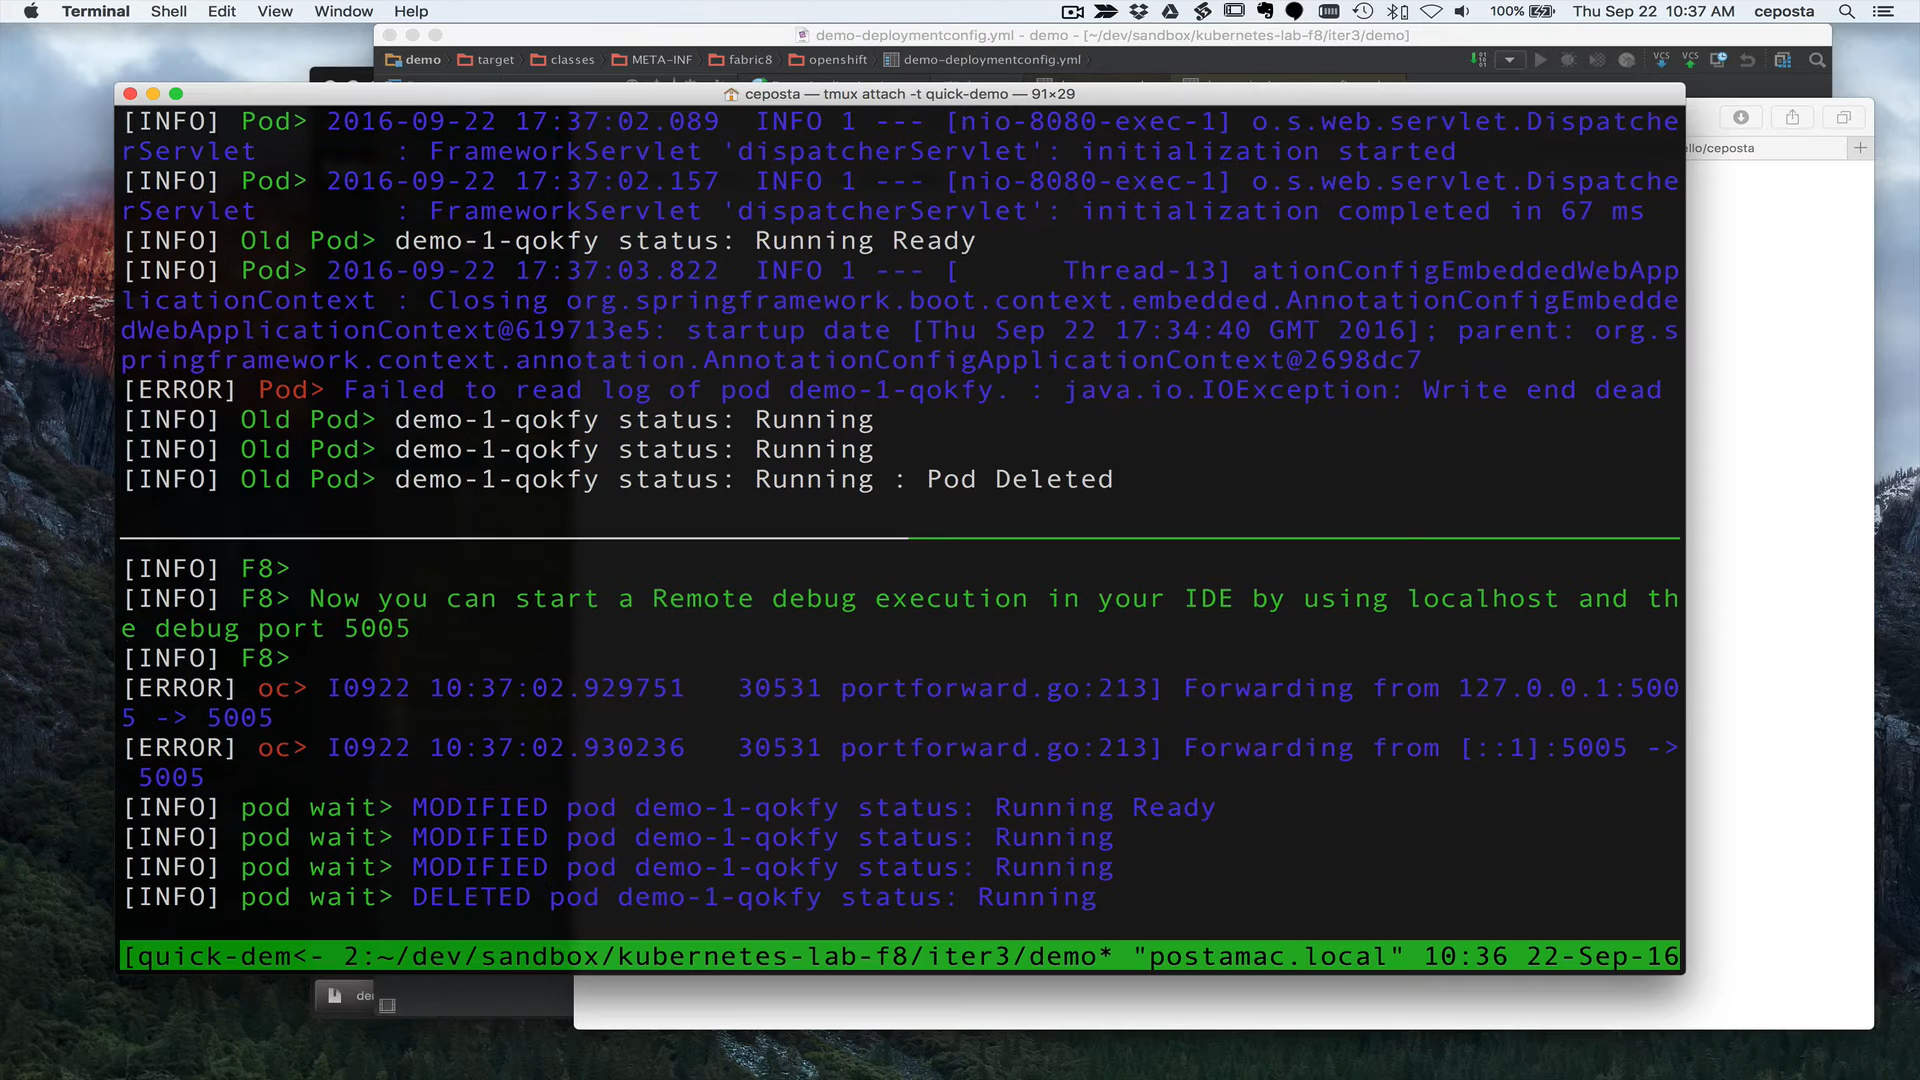 Terminal Shell Edit View Window Help 100% Thu Sep 22 10:37 AM ceposta
demo-deploymentconfig.yml - demo - [~/dev/sandbox/kubernetes-lab-f8/iter3/demo]
demo target classes META-INF fabric8 openshift demo-deploymentconfig.yml
ceposta — tmux attach -t quick-demo — 91×29
[INFO] Pod> 2016-09-22 17:37:02.089  INFO 1 --- [nio-8080-exec-1] o.s.web.servlet.Dispatche
rServlet        : FrameworkServlet 'dispatcherServlet': initialization started
[INFO] Pod> 2016-09-22 17:37:02.157  INFO 1 --- [nio-8080-exec-1] o.s.web.servlet.Dispatche
rServlet        : FrameworkServlet 'dispatcherServlet': initialization completed in 67 ms
[INFO] Old Pod> demo-1-qokfy status: Running Ready
[INFO] Pod> 2016-09-22 17:37:03.822  INFO 1 --- [      Thread-13] ationConfigEmbeddedWebApp
licationContext : Closing org.springframework.boot.context.embedded.AnnotationConfigEmbedde
dWebApplicationContext@619713e5: startup date [Thu Sep 22 17:34:40 GMT 2016]; parent: org.s
pringframework.context.annotation.AnnotationConfigApplicationContext@2698dc7
[ERROR] Pod> Failed to read log of pod demo-1-qokfy. : java.io.IOException: Write end dead
[INFO] Old Pod> demo-1-qokfy status: Running
[INFO] Old Pod> demo-1-qokfy status: Running
[INFO] Old Pod> demo-1-qokfy status: Running : Pod Deleted
[INFO] F8>
[INFO] F8> Now you can start a Remote debug execution in your IDE by using localhost and th
e debug port 5005
[INFO] F8>
[ERROR] oc> I0922 10:37:02.929751   30531 portforward.go:213] Forwarding from 127.0.0.1:500
5 -> 5005
[ERROR] oc> I0922 10:37:02.930236   30531 portforward.go:213] Forwarding from [::1]:5005 ->
 5005
[INFO] pod wait> MODIFIED pod demo-1-qokfy status: Running Ready
[INFO] pod wait> MODIFIED pod demo-1-qokfy status: Running
[INFO] pod wait> MODIFIED pod demo-1-qokfy status: Running
[INFO] pod wait> DELETED pod demo-1-qokfy status: Running
[quick-dem<- 2:~/dev/sandbox/kubernetes-lab-f8/iter3/demo* "postamac.local" 10:36 22-Sep-16
llo/ceposta
VCS VCS